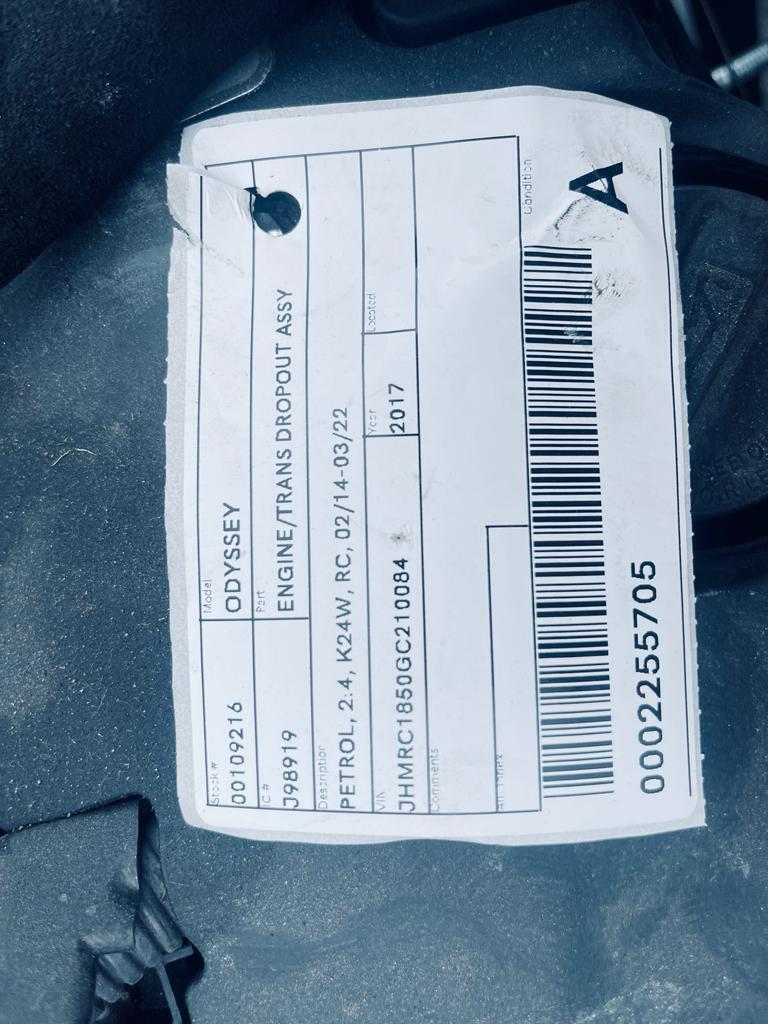 Stock # Model
00109216 ODYSSEY
IC # Part
J98919 ENGINE/TRANS DROPOUT ASSY
Description
PETROL, 2.4, K24W, RC, 02/14-03/22
VIN Year Located
JHMRC1850GC210084 2017
Comments
Condition
A
0002255705